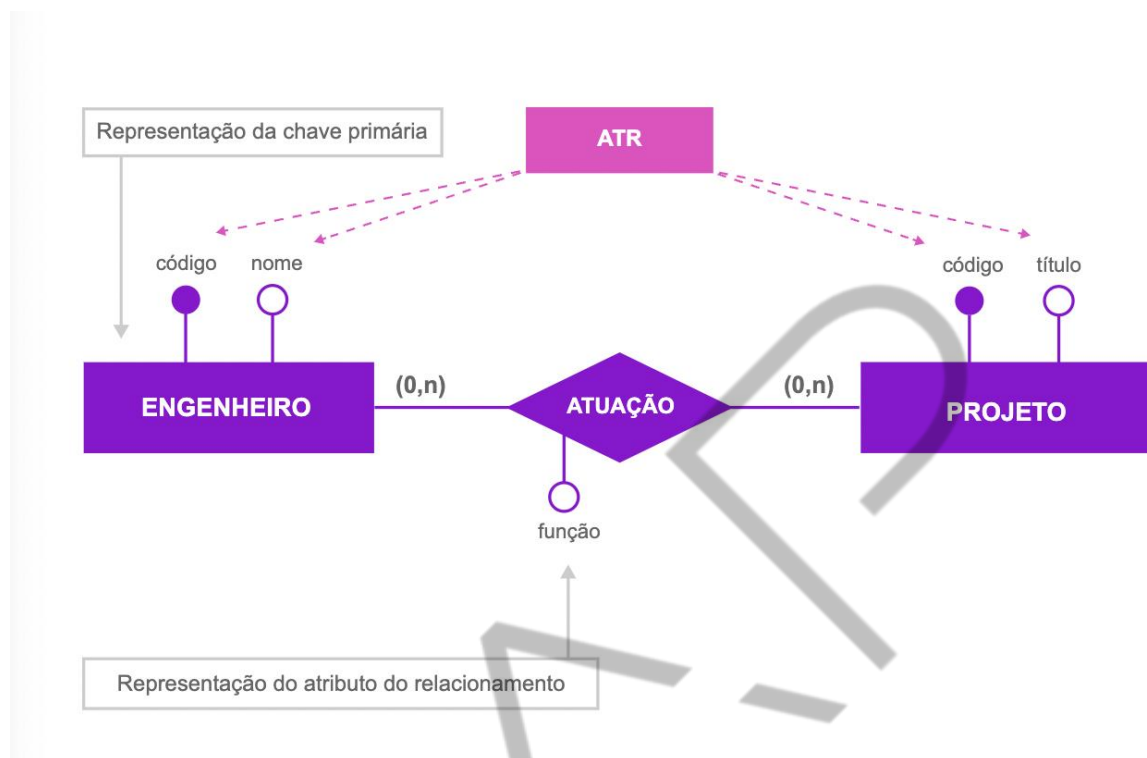 Representação da chave primária
ATR
código
nome
código
título
ENGENHEIRO
(0,n)
ATUAÇÃO
(0,n)
PROJETO
função
Representação do atributo do relacionamento